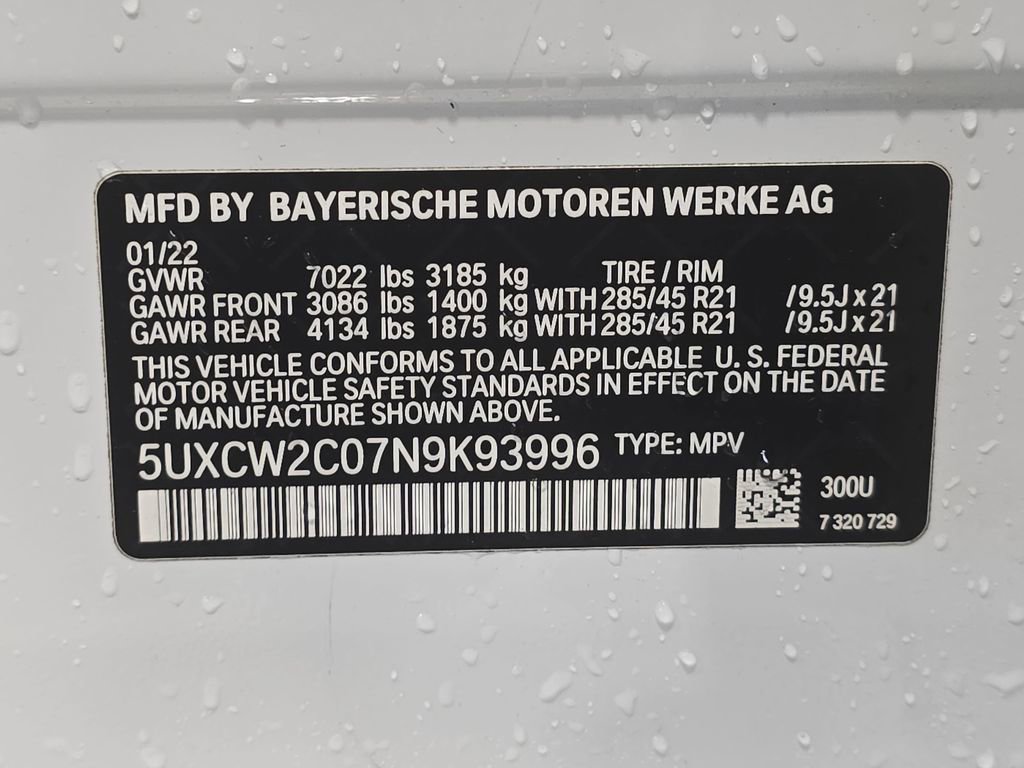 MFD BY BAYERISCHE MOTOREN WERKE AG
01/22
GVWR 7022 lbs 3185 kg TIRE / RIM
GAWR FRONT 3086 lbs 1400 kg WITH 285/45 R21 /9.5J x 21
GAWR REAR 4134 lbs 1875 kg WITH 285/45 R21 /9.5J x 21
THIS VEHICLE CONFORMS TO ALL APPLICABLE U. S. FEDERAL
MOTOR VEHICLE SAFETY STANDARDS IN EFFECT ON THE DATE
OF MANUFACTURE SHOWN ABOVE.
5UXCW2C07N9K93996 TYPE: MPV
300U
7 320 729